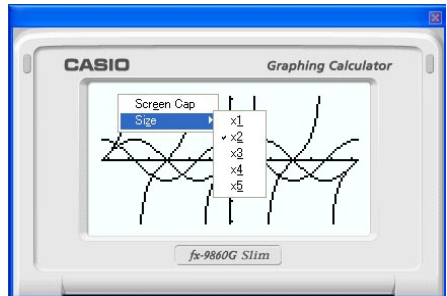 CASIO
Graphing Calculator
Screen Cap
Size
x1
x2
x3
x4
x5
fx-9860G Slim